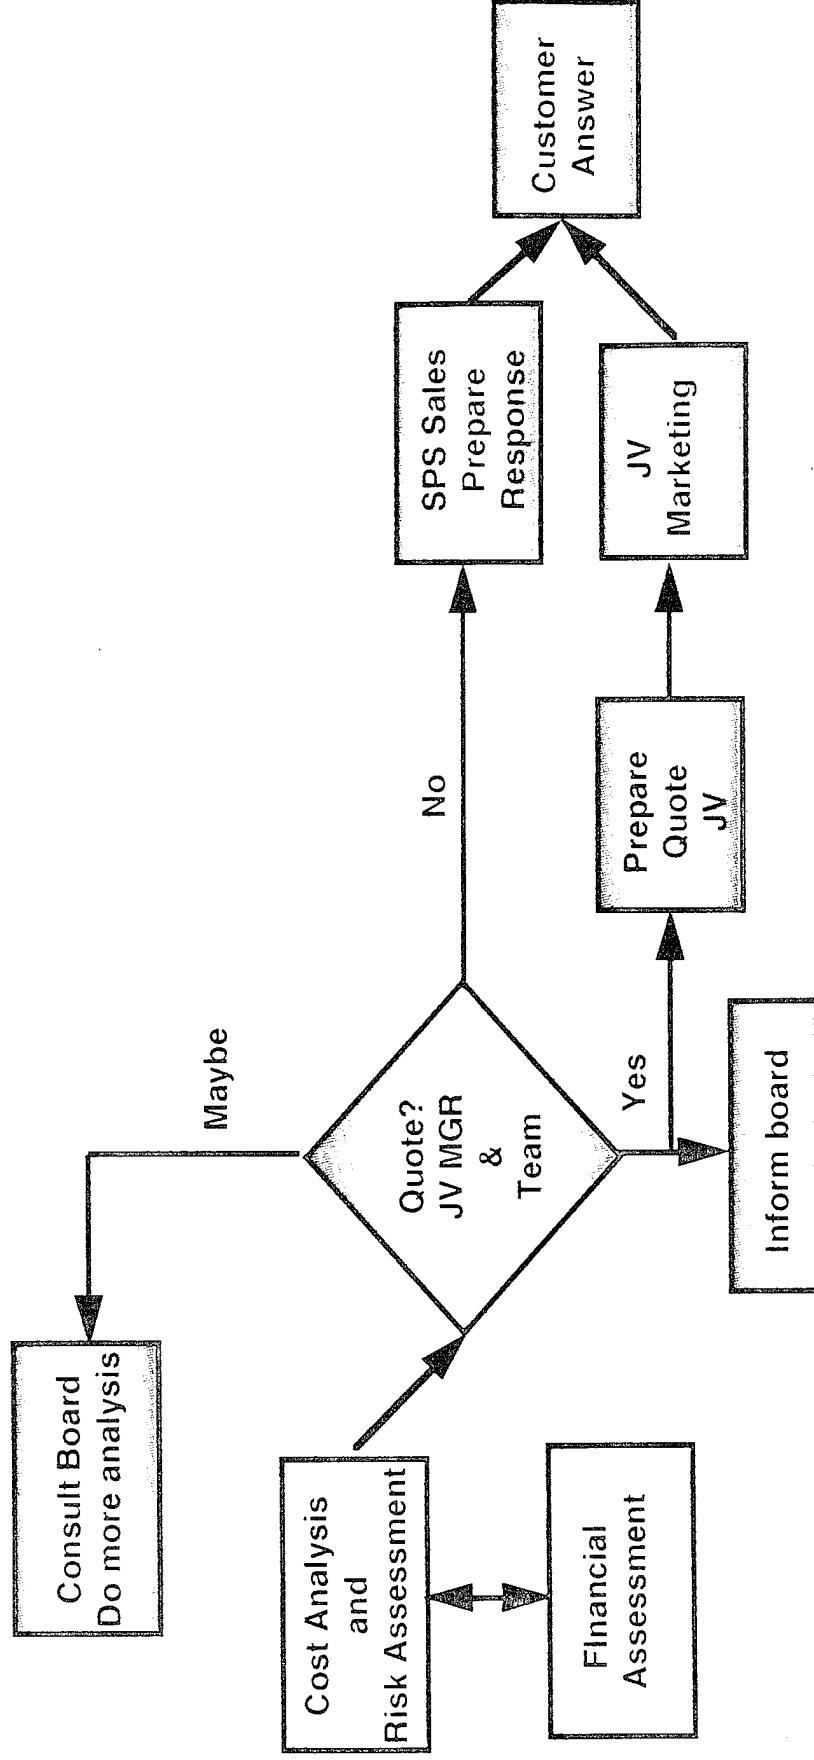 Consult Board
Do more analysis
Maybe
Cost Analysis
and
Risk Assessment
Quote?
JV MGR
&
Team
No
SPS Sales
Prepare
Response
Customer
Answer
FInancial
Assessment
Yes
Prepare
Quote
JV
JV
Marketing
Inform board